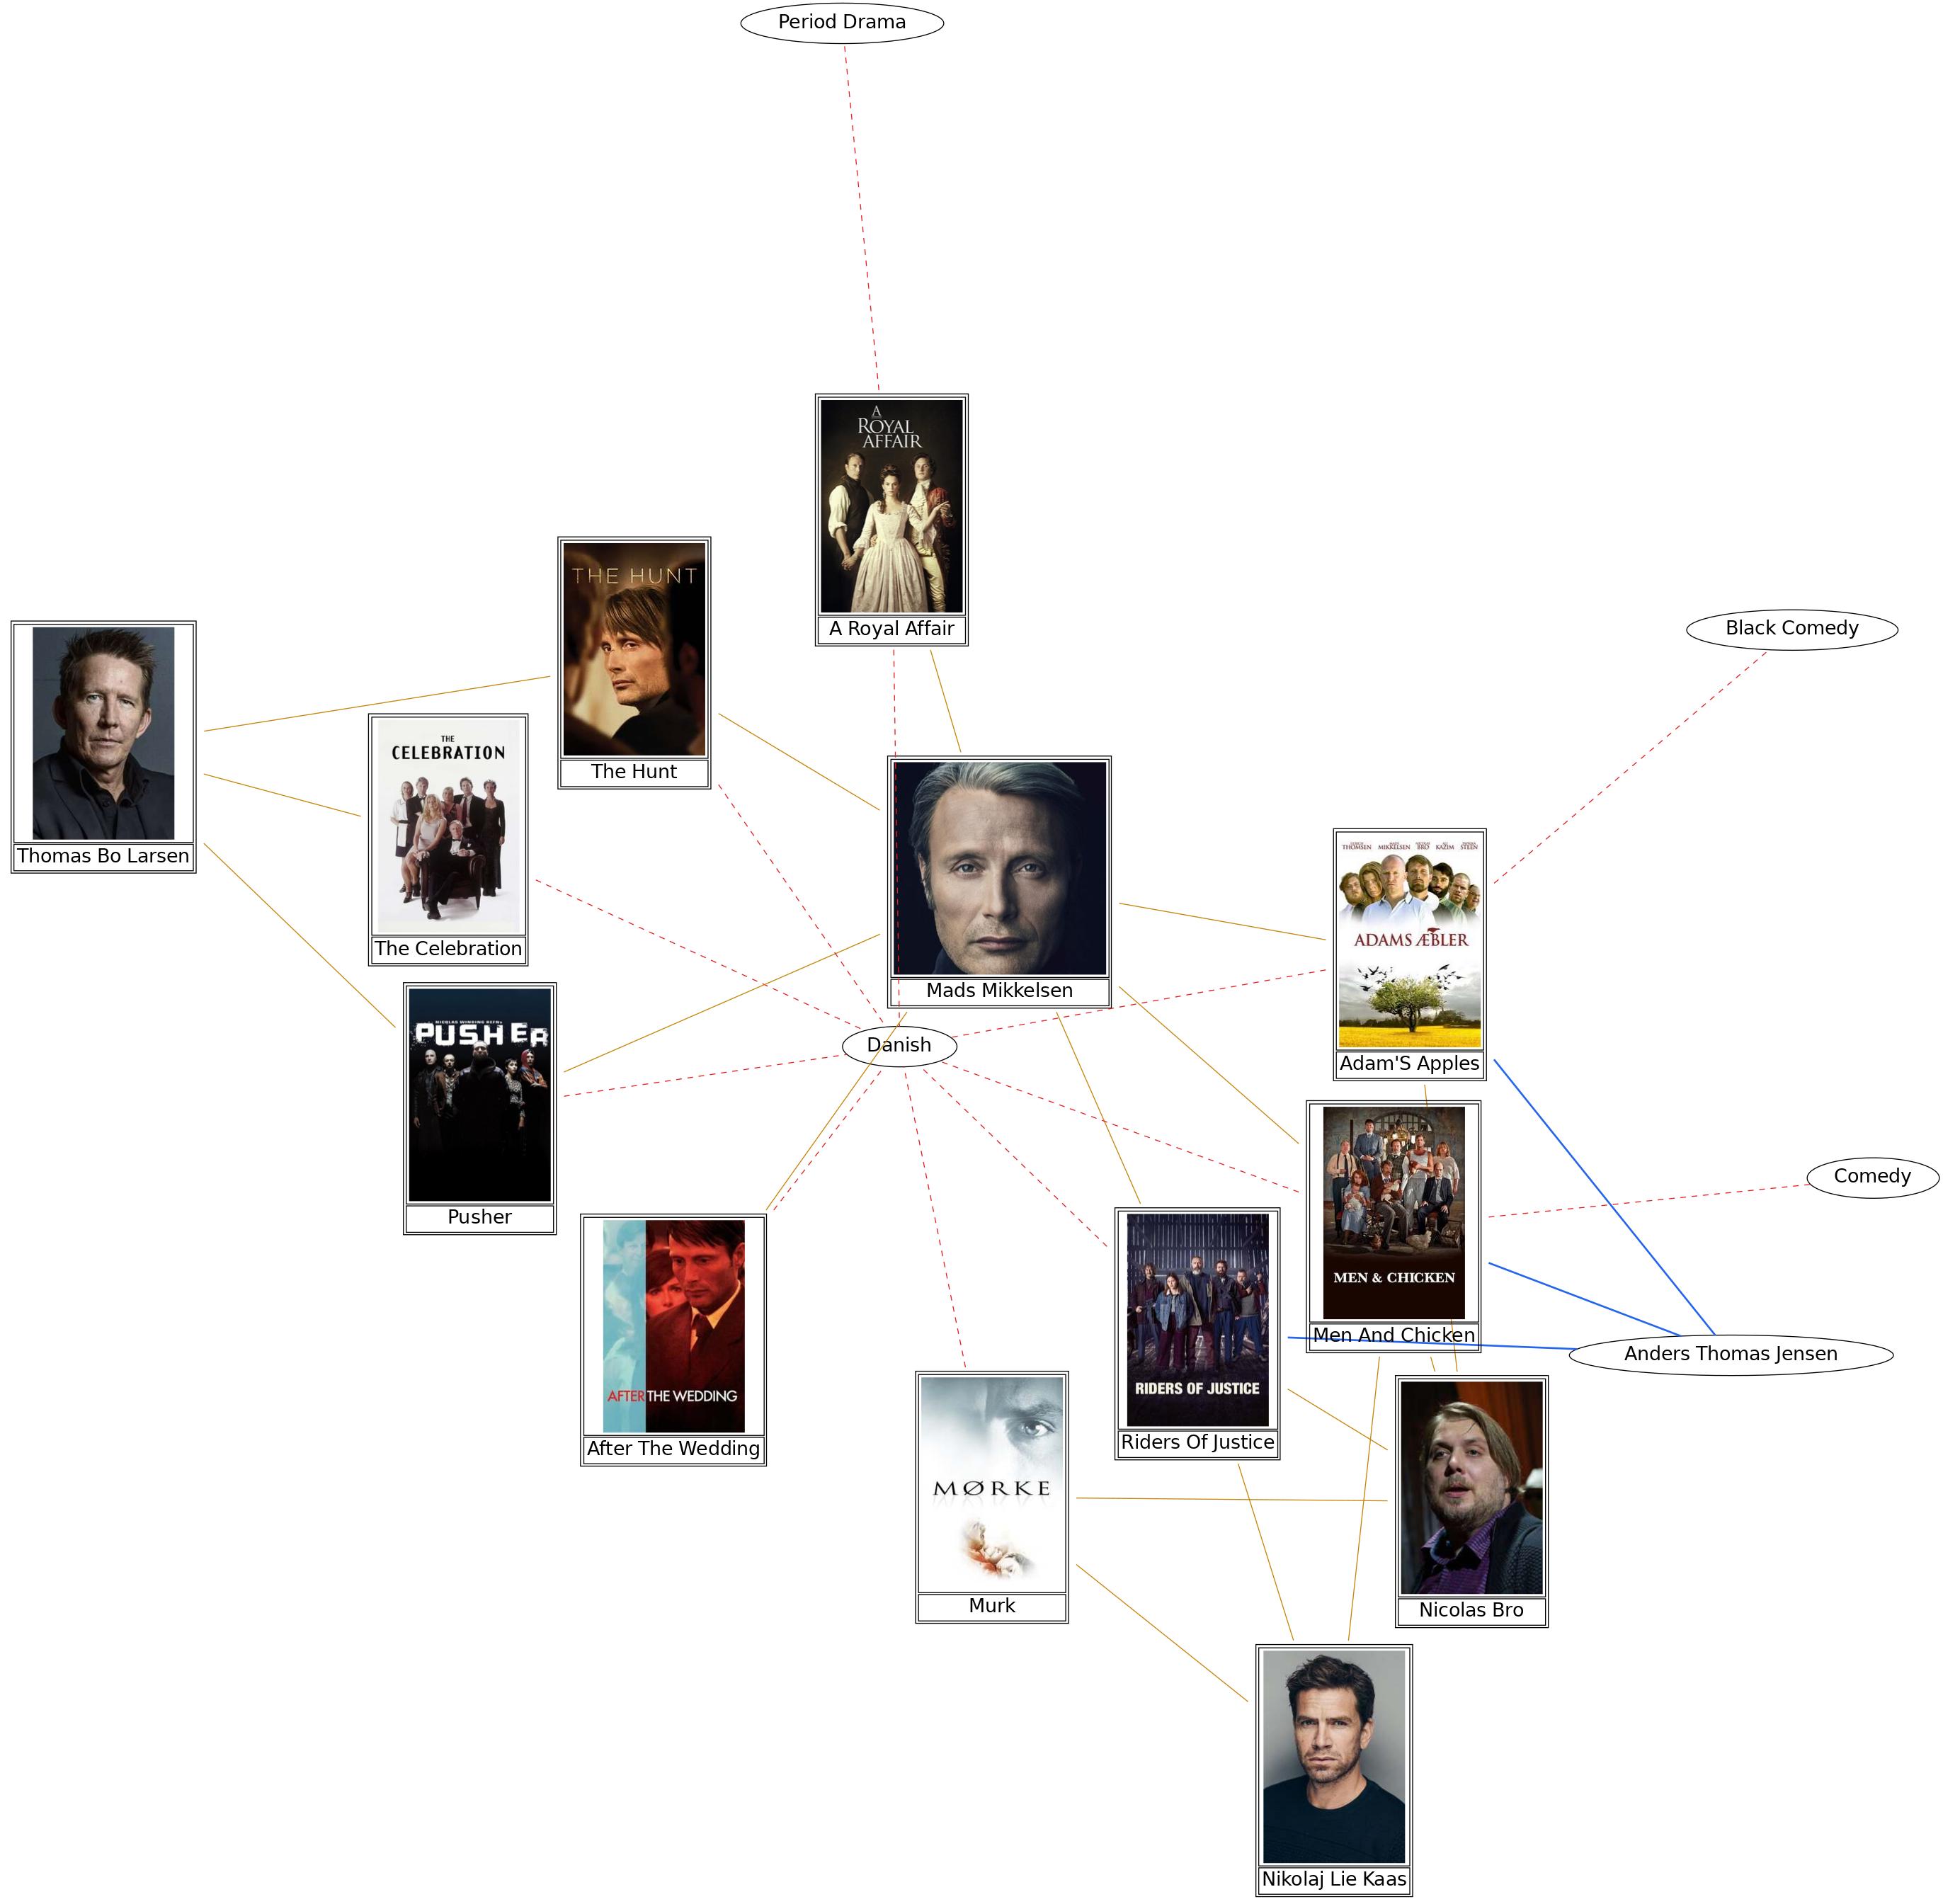 Period Drama
A
ROYAL
AFFAIR
A Royal Affair
THE HUNT
The Hunt
Black Comedy
Thomas Bo Larsen
THE
CELEBRATION
The Celebration
Mads Mikkelsen
THOMSEN MIKKELSEN BRO KAZIM STEEN
ADAMS ÆBLER
Adam'S Apples
Danish
PUSHER
Pusher
MEN & CHICKEN
Men And Chicken
Comedy
AFTER THE WEDDING
After The Wedding
RIDERS OF JUSTICE
Riders Of Justice
Anders Thomas Jensen
MØRKE
Murk
Nicolas Bro
Nikolaj Lie Kaas